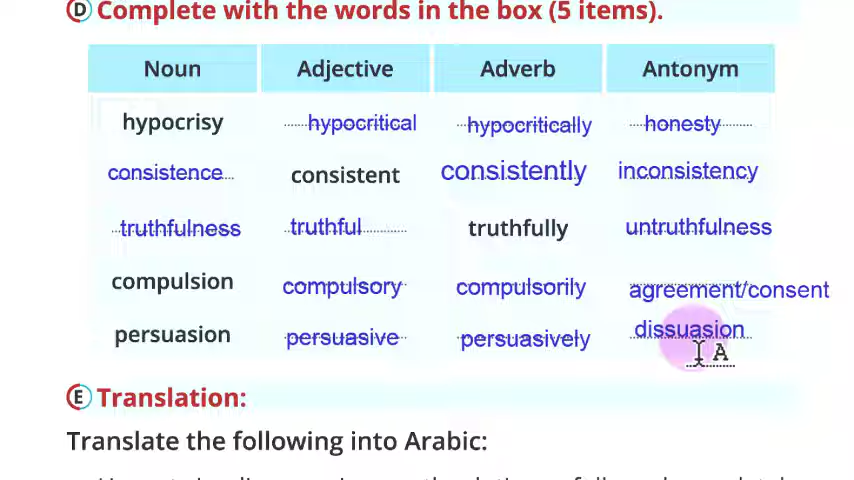 D Complete with the words in the box (5 items).
Noun Adjective Adverb Antonym
hypocrisy hypocritical hypocritically honesty
consistence consistent consistently inconsistency
truthfulness truthful truthfully untruthfulness
compulsion compulsory compulsorily agreement/consent
persuasion persuasive persuasively dissuasion
E Translation:
Translate the following into Arabic: